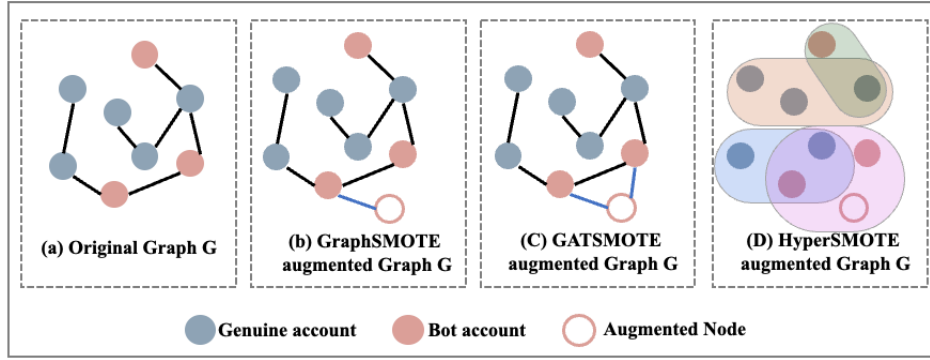 (a) Original Graph G
(b) GraphSMOTE
augmented Graph G
(C) GATSMOTE
augmented Graph G
(D) HyperSMOTE
augmented Graph G
Genuine account
Bot account
Augmented Node